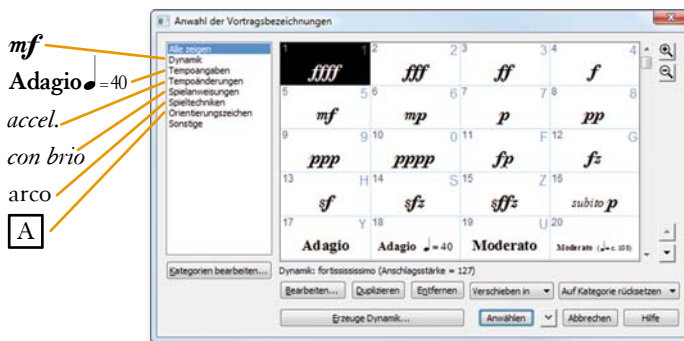 mf
Adagio ♩=40
accel.
con brio
arco
A
Anwahl der Vortragsbezeichnungen
Alle zeigen
Dynamik
Tempoangaben
Tempoänderungen
Spielanweisungen
Spieltechniken
Orientierungszeichen
Sonstige
Kategorien bearbeiten...
1 1 2 2 3 3 4 4
ffff fff ff f
5 5 6 6 7 7 8 8
mf mp p pp
9 9 10 0 11 F 12 G
ppp pppp fp fz
13 H 14 S 15 Z 16
sf sfz sffz subito p
17 Y 18 19 U 20
Adagio Adagio ♩=40 Moderato Moderato (♩=c. 108)
Dynamik: fortissississimo (Anschlagsstärke = 127)
Bearbeiten... Duplizieren Entfernen Verschieben in Auf Kategorie rücksetzen
Erzeuge Dynamik... Anwählen Abbrechen Hilfe